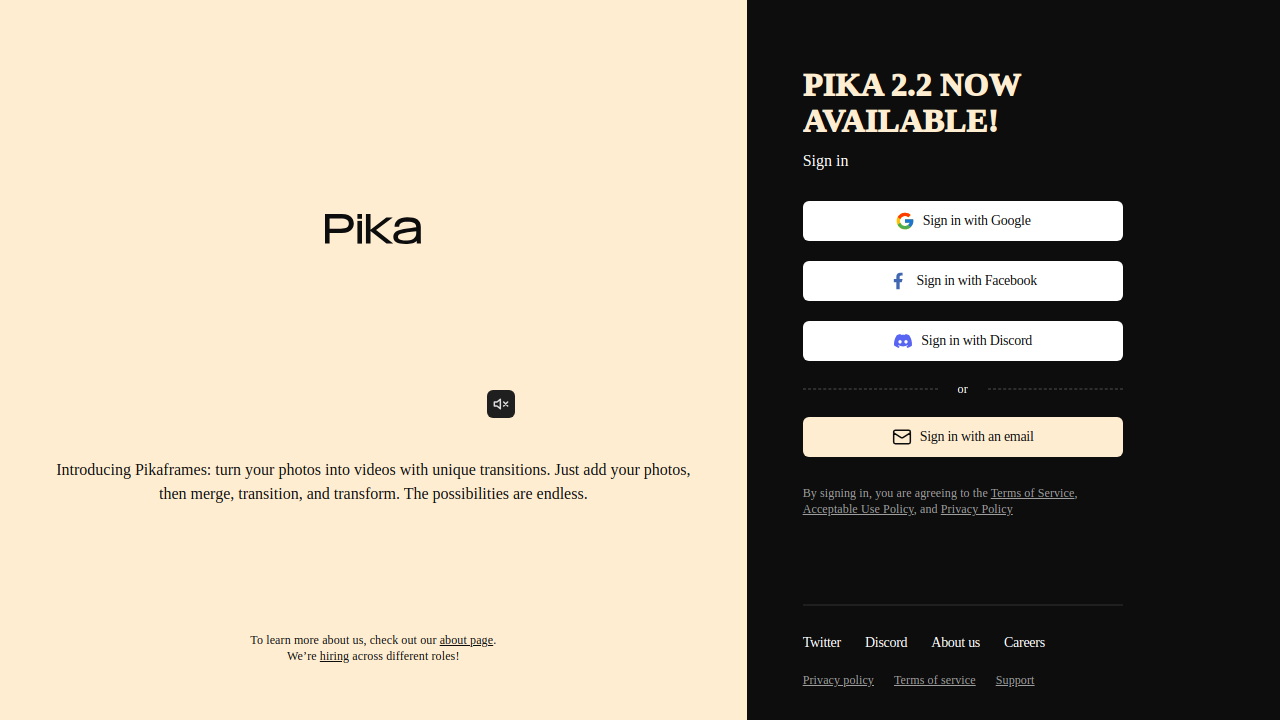 Pika
Introducing Pikaframes: turn your photos into videos with unique transitions. Just add your photos,
then merge, transition, and transform. The possibilities are endless.
To learn more about us, check out our about page.
We’re hiring across different roles!
PIKA 2.2 NOW
AVAILABLE!
Sign in
Sign in with Google
Sign in with Facebook
Sign in with Discord
or
Sign in with an email
By signing in, you are agreeing to the Terms of Service,
Acceptable Use Policy, and Privacy Policy
Twitter Discord About us Careers
Privacy policy Terms of service Support